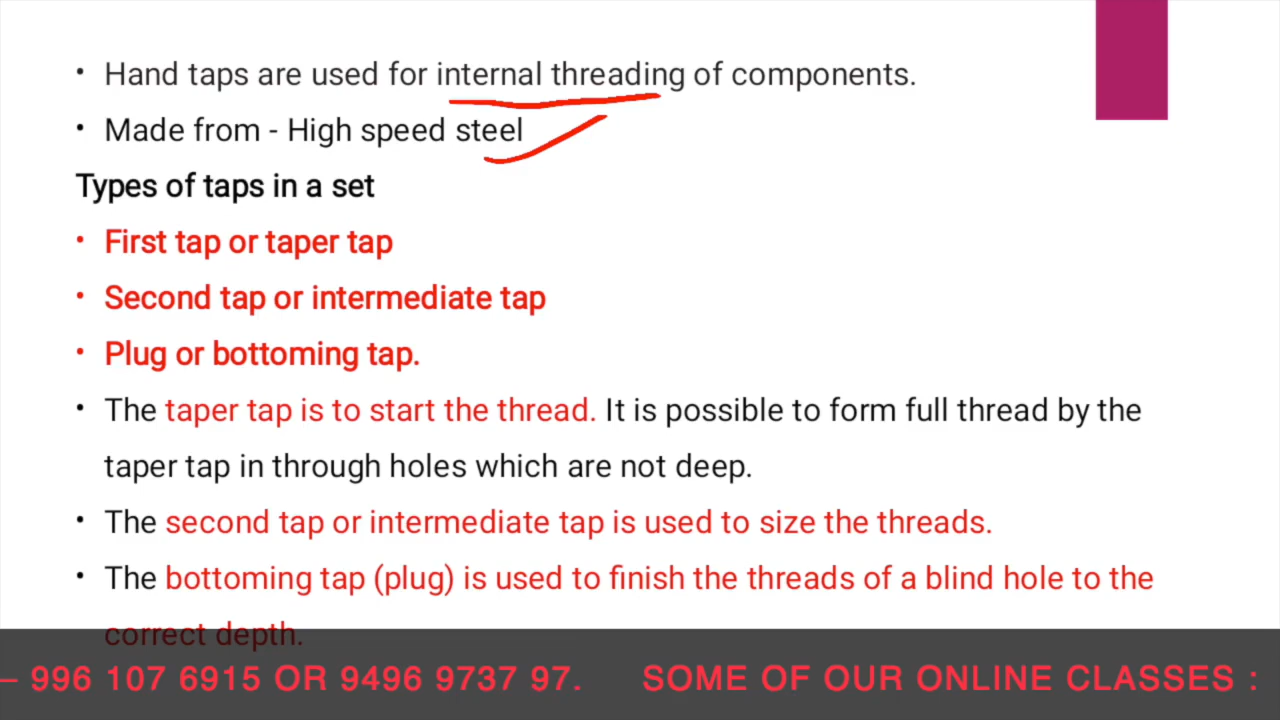 • Hand taps are used for internal threading of components.
• Made from - High speed steel
Types of taps in a set
• First tap or taper tap
• Second tap or intermediate tap
• Plug or bottoming tap.
• The taper tap is to start the thread. It is possible to form full thread by the
taper tap in through holes which are not deep.
• The second tap or intermediate tap is used to size the threads.
• The bottoming tap (plug) is used to finish the threads of a blind hole to the
correct depth.
– 996 107 6915 OR 9496 9737 97. SOME OF OUR ONLINE CLASSES :